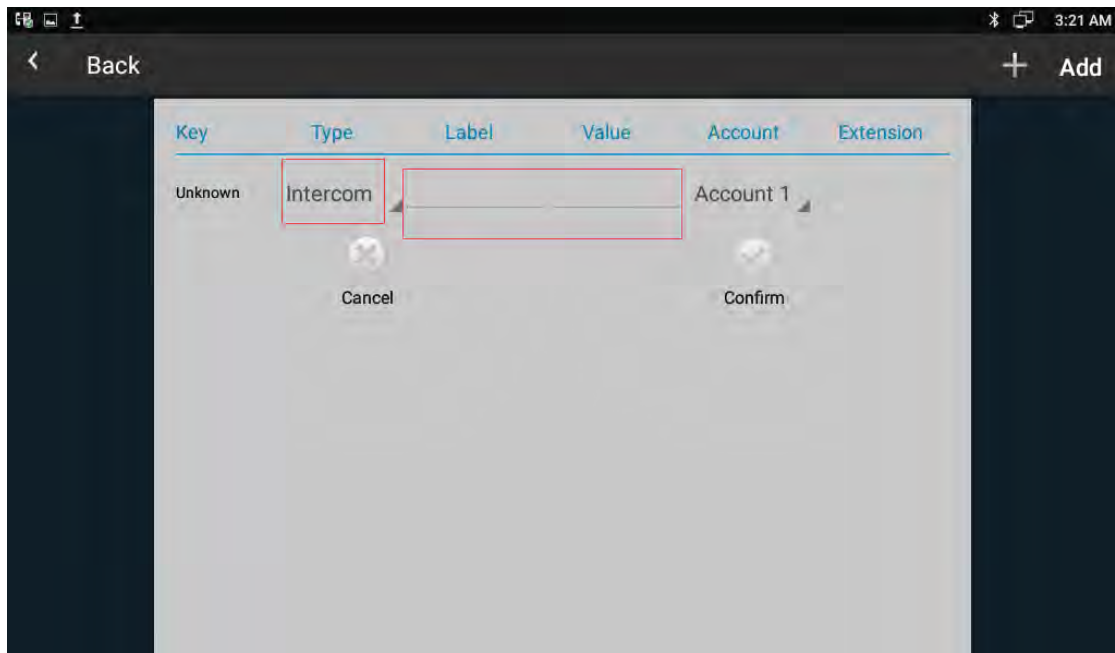 3:21 AM
Back
Add
Key Type Label Value Account Extension
Unknown Intercom Account 1
Cancel Confirm